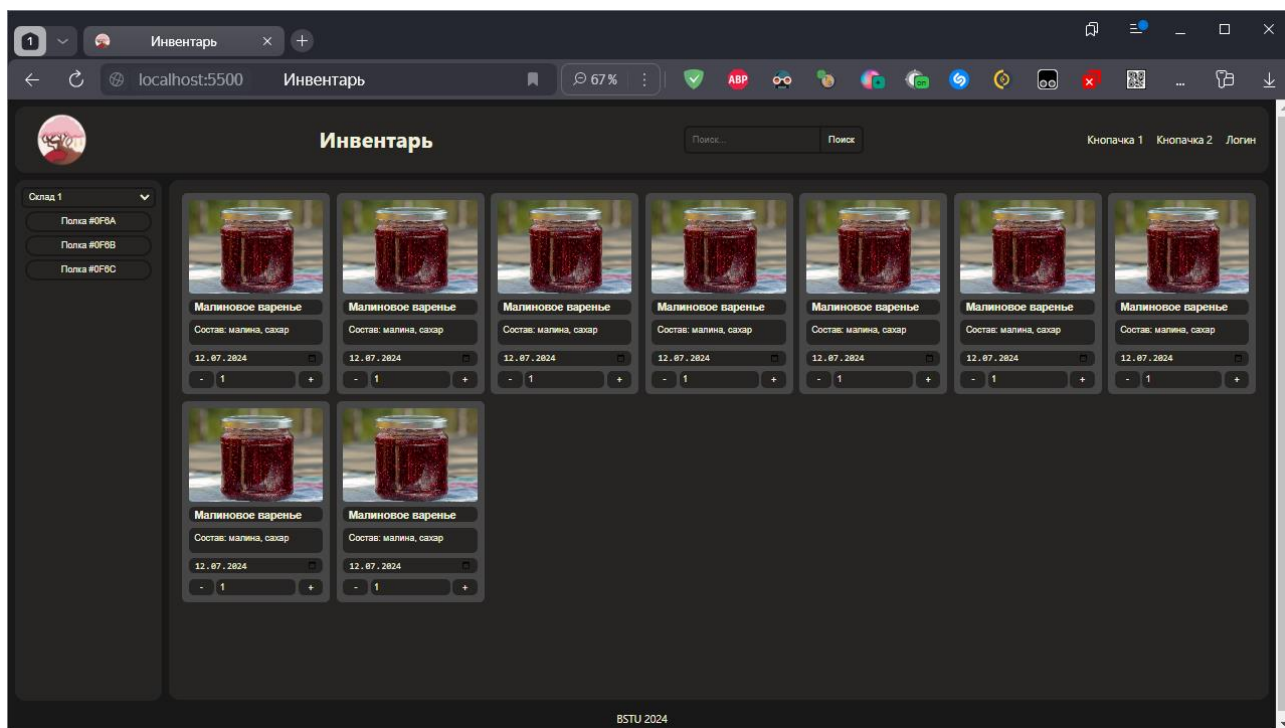 1 Инвентарь
localhost:5500 Инвентарь 67 % ABP on
Инвентарь Поиск... Поиск Кнопачка 1 Кнопачка 2 Логин
Склад 1
Полка #0F6A
Полка #0F6B
Полка #0F6C
Малиновое варенье Малиновое варенье Малиновое варенье Малиновое варенье Малиновое варенье Малиновое варенье Малиновое варенье
Состав: малина, сахар Состав: малина, сахар Состав: малина, сахар Состав: малина, сахар Состав: малина, сахар Состав: малина, сахар Состав: малина, сахар
12.07.2024 12.07.2024 12.07.2024 12.07.2024 12.07.2024 12.07.2024 12.07.2024
- 1 + - 1 + - 1 + - 1 + - 1 + - 1 + - 1 +
Малиновое варенье Малиновое варенье
Состав: малина, сахар Состав: малина, сахар
12.07.2024 12.07.2024
- 1 + - 1 +
BSTU 2024